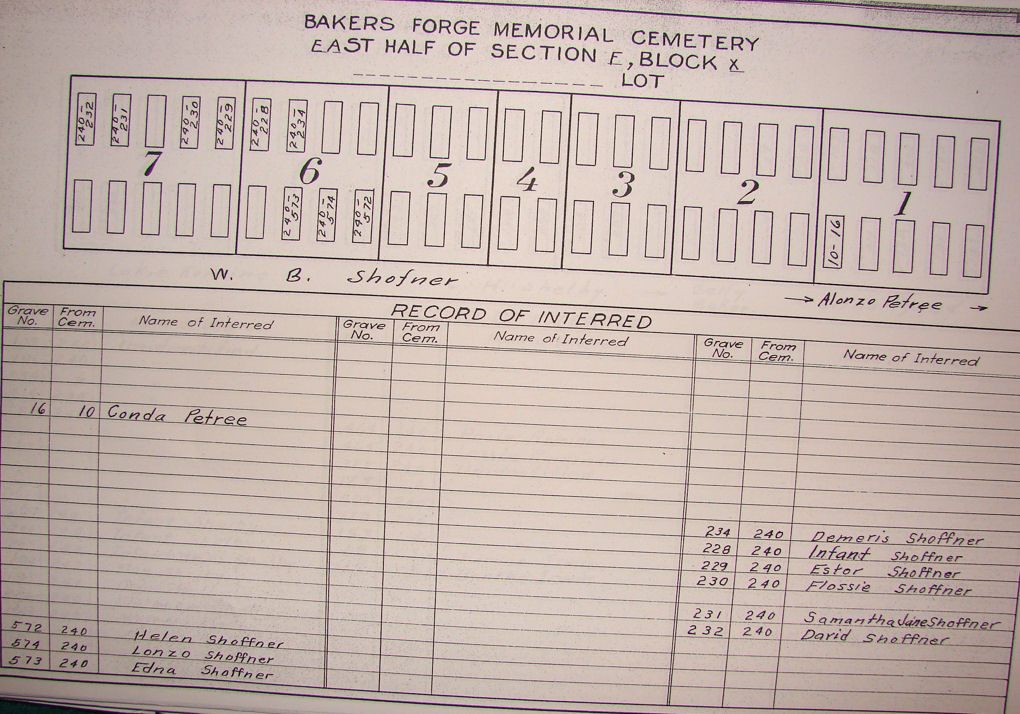 BAKERS FORGE MEMORIAL CEMETERY
EAST HALF OF SECTION E, BLOCK X
LOT
240-232 240-231 240-230 240-229 240-228 240-234
7 6 5 4 3 2 1
240-573 240-574 240-572 10-16
W. B. Shofner
→ Alonzo Petree →
RECORD OF INTERRED
Grave No. From Cem. Name of Interred Grave No. From Cem. Name of Interred Grave No. From Cem. Name of Interred
16 10 Conda Petree
234 240 Demeris Shoffner
228 240 Infant Shoffner
229 240 Estor Shoffner
230 240 Flossie Shoffner
231 240 Samantha Jane Shoffner
232 240 David Shoffner
572 240 Helen Shoffner
574 240 Lonzo Shoffner
573 240 Edna Shoffner